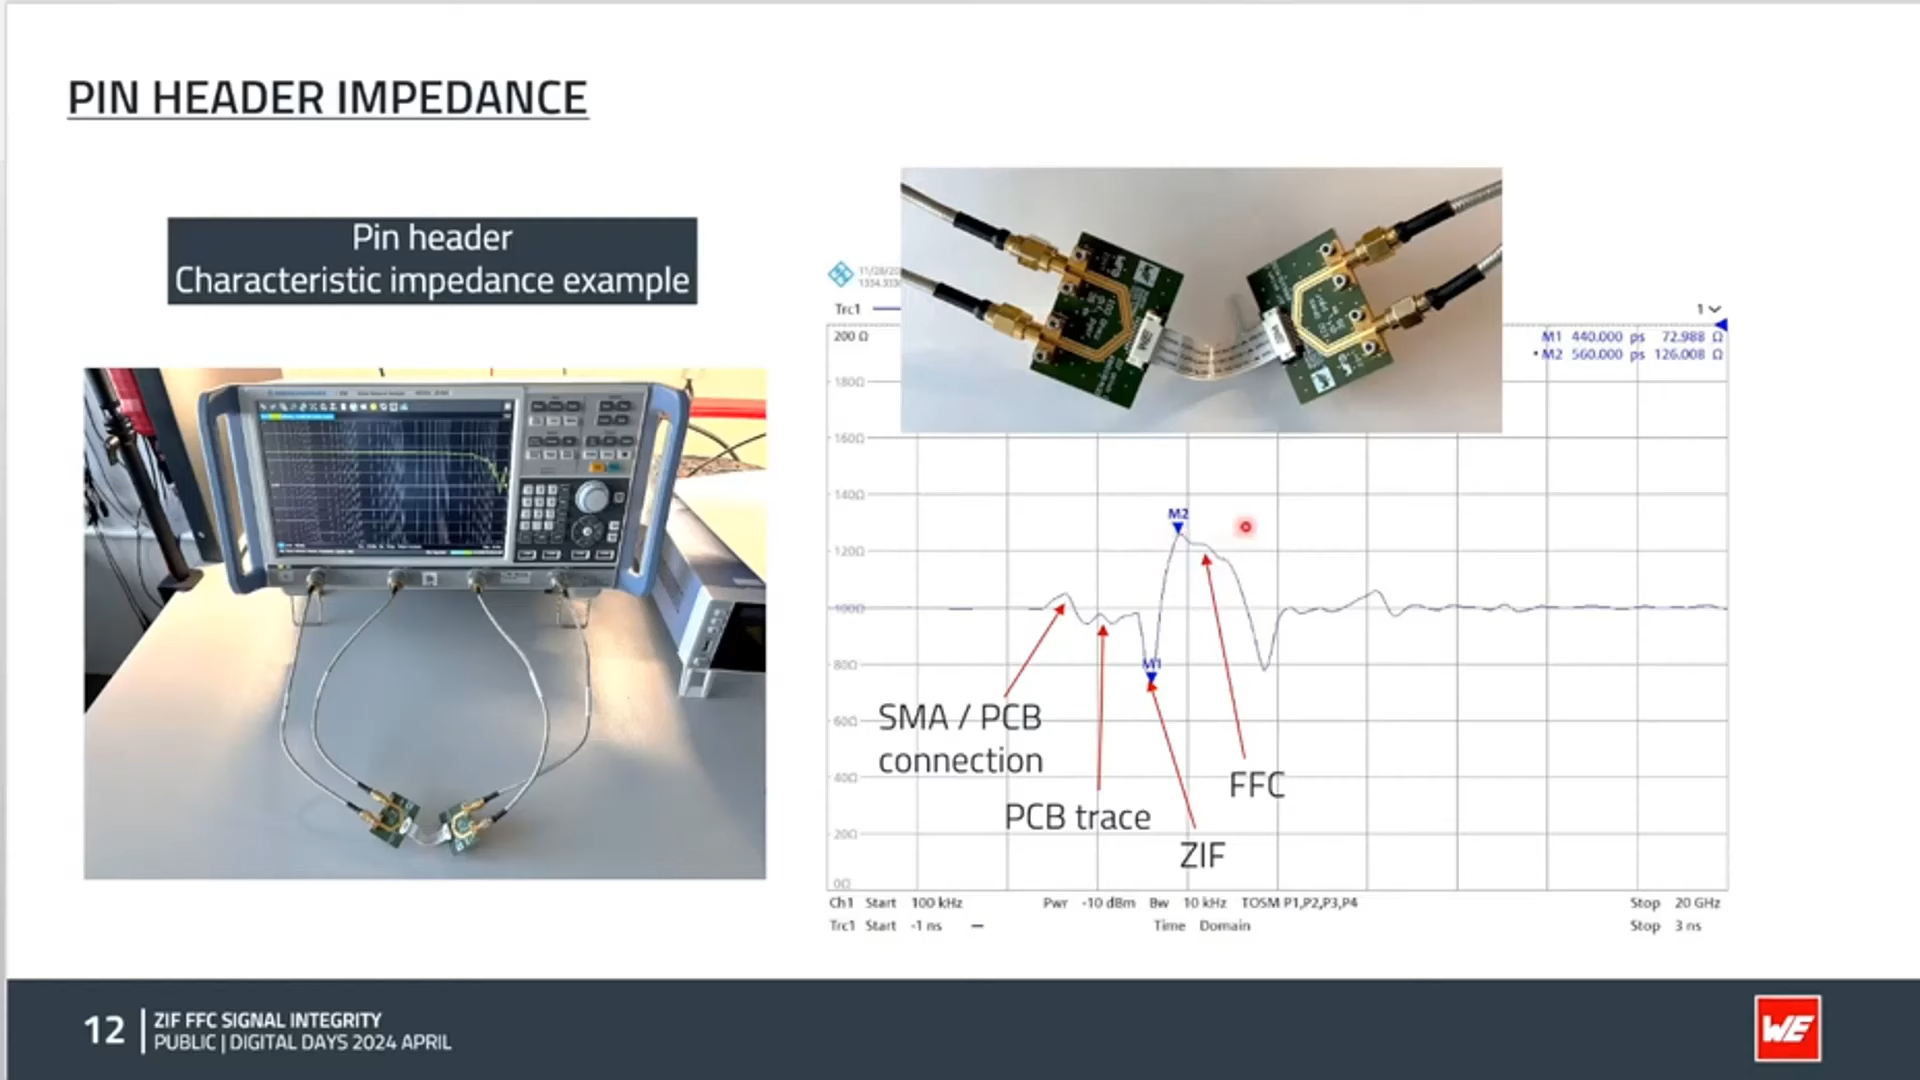 PIN HEADER IMPEDANCE
Pin header
Characteristic impedance example
Trc1
1
200 Ω
M1 440.000 ps 72.988 Ω
• M2 560.000 ps 126.008 Ω
180Ω
160Ω
140Ω
M2
120Ω
100Ω
M1
80Ω
SMA / PCB
connection
60Ω
40Ω
FFC
PCB trace
20Ω
ZIF
0Ω
Ch1 Start 100 kHz Pwr -10 dBm Bw 10 kHz TOSM P1,P2,P3,P4 Stop 20 GHz
Trc1 Start -1 ns Time Domain Stop 3 ns
12
ZIF FFC SIGNAL INTEGRITY
PUBLIC | DIGITAL DAYS 2024 APRIL
WE